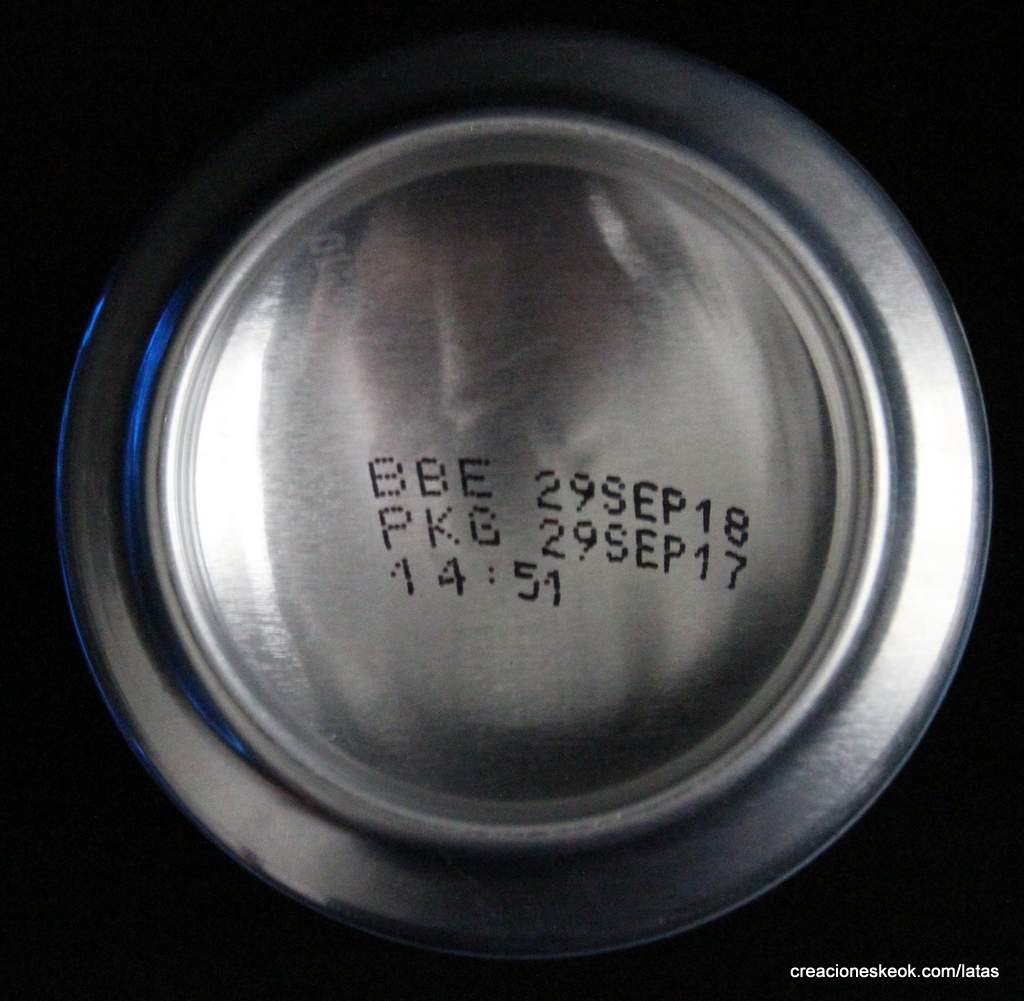 BBE 29SEP18
PKG 29SEP17
14:51
creacioneskeok.com/latas